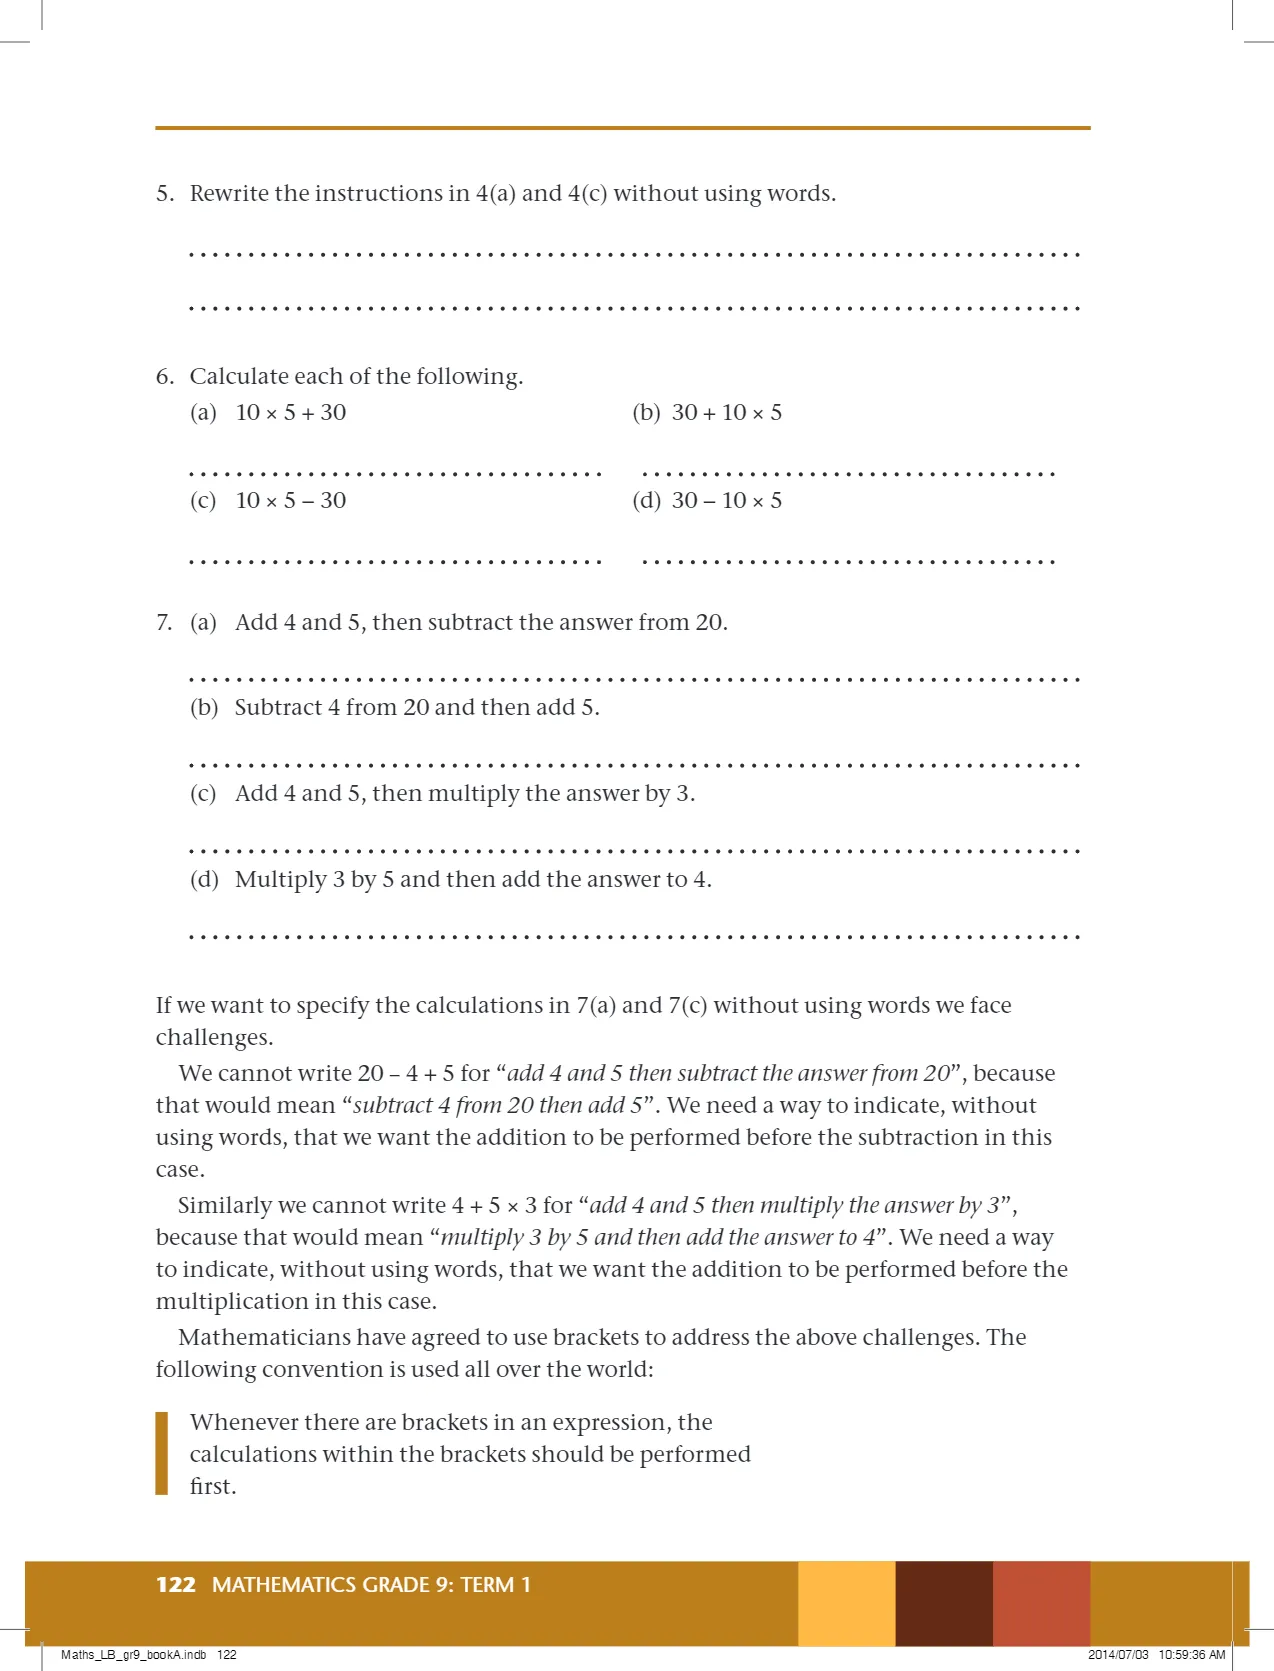 5. Rewrite the instructions in 4(a) and 4(c) without using words.
6. Calculate each of the following.
(a) 10 × 5 + 30 (b) 30 + 10 × 5
(c) 10 × 5 – 30 (d) 30 – 10 × 5
7. (a) Add 4 and 5, then subtract the answer from 20.
(b) Subtract 4 from 20 and then add 5.
(c) Add 4 and 5, then multiply the answer by 3.
(d) Multiply 3 by 5 and then add the answer to 4.
If we want to specify the calculations in 7(a) and 7(c) without using words we face
challenges.
We cannot write 20 – 4 + 5 for “add 4 and 5 then subtract the answer from 20”, because
that would mean “subtract 4 from 20 then add 5”. We need a way to indicate, without
using words, that we want the addition to be performed before the subtraction in this
case.
Similarly we cannot write 4 + 5 × 3 for “add 4 and 5 then multiply the answer by 3”,
because that would mean “multiply 3 by 5 and then add the answer to 4”. We need a way
to indicate, without using words, that we want the addition to be performed before the
multiplication in this case.
Mathematicians have agreed to use brackets to address the above challenges. The
following convention is used all over the world:
Whenever there are brackets in an expression, the
calculations within the brackets should be performed
first.
122 MATHEMATICS GRADE 9: TERM 1
Maths_LB_gr9_bookA.indb 122 2014/07/03 10:59:36 AM